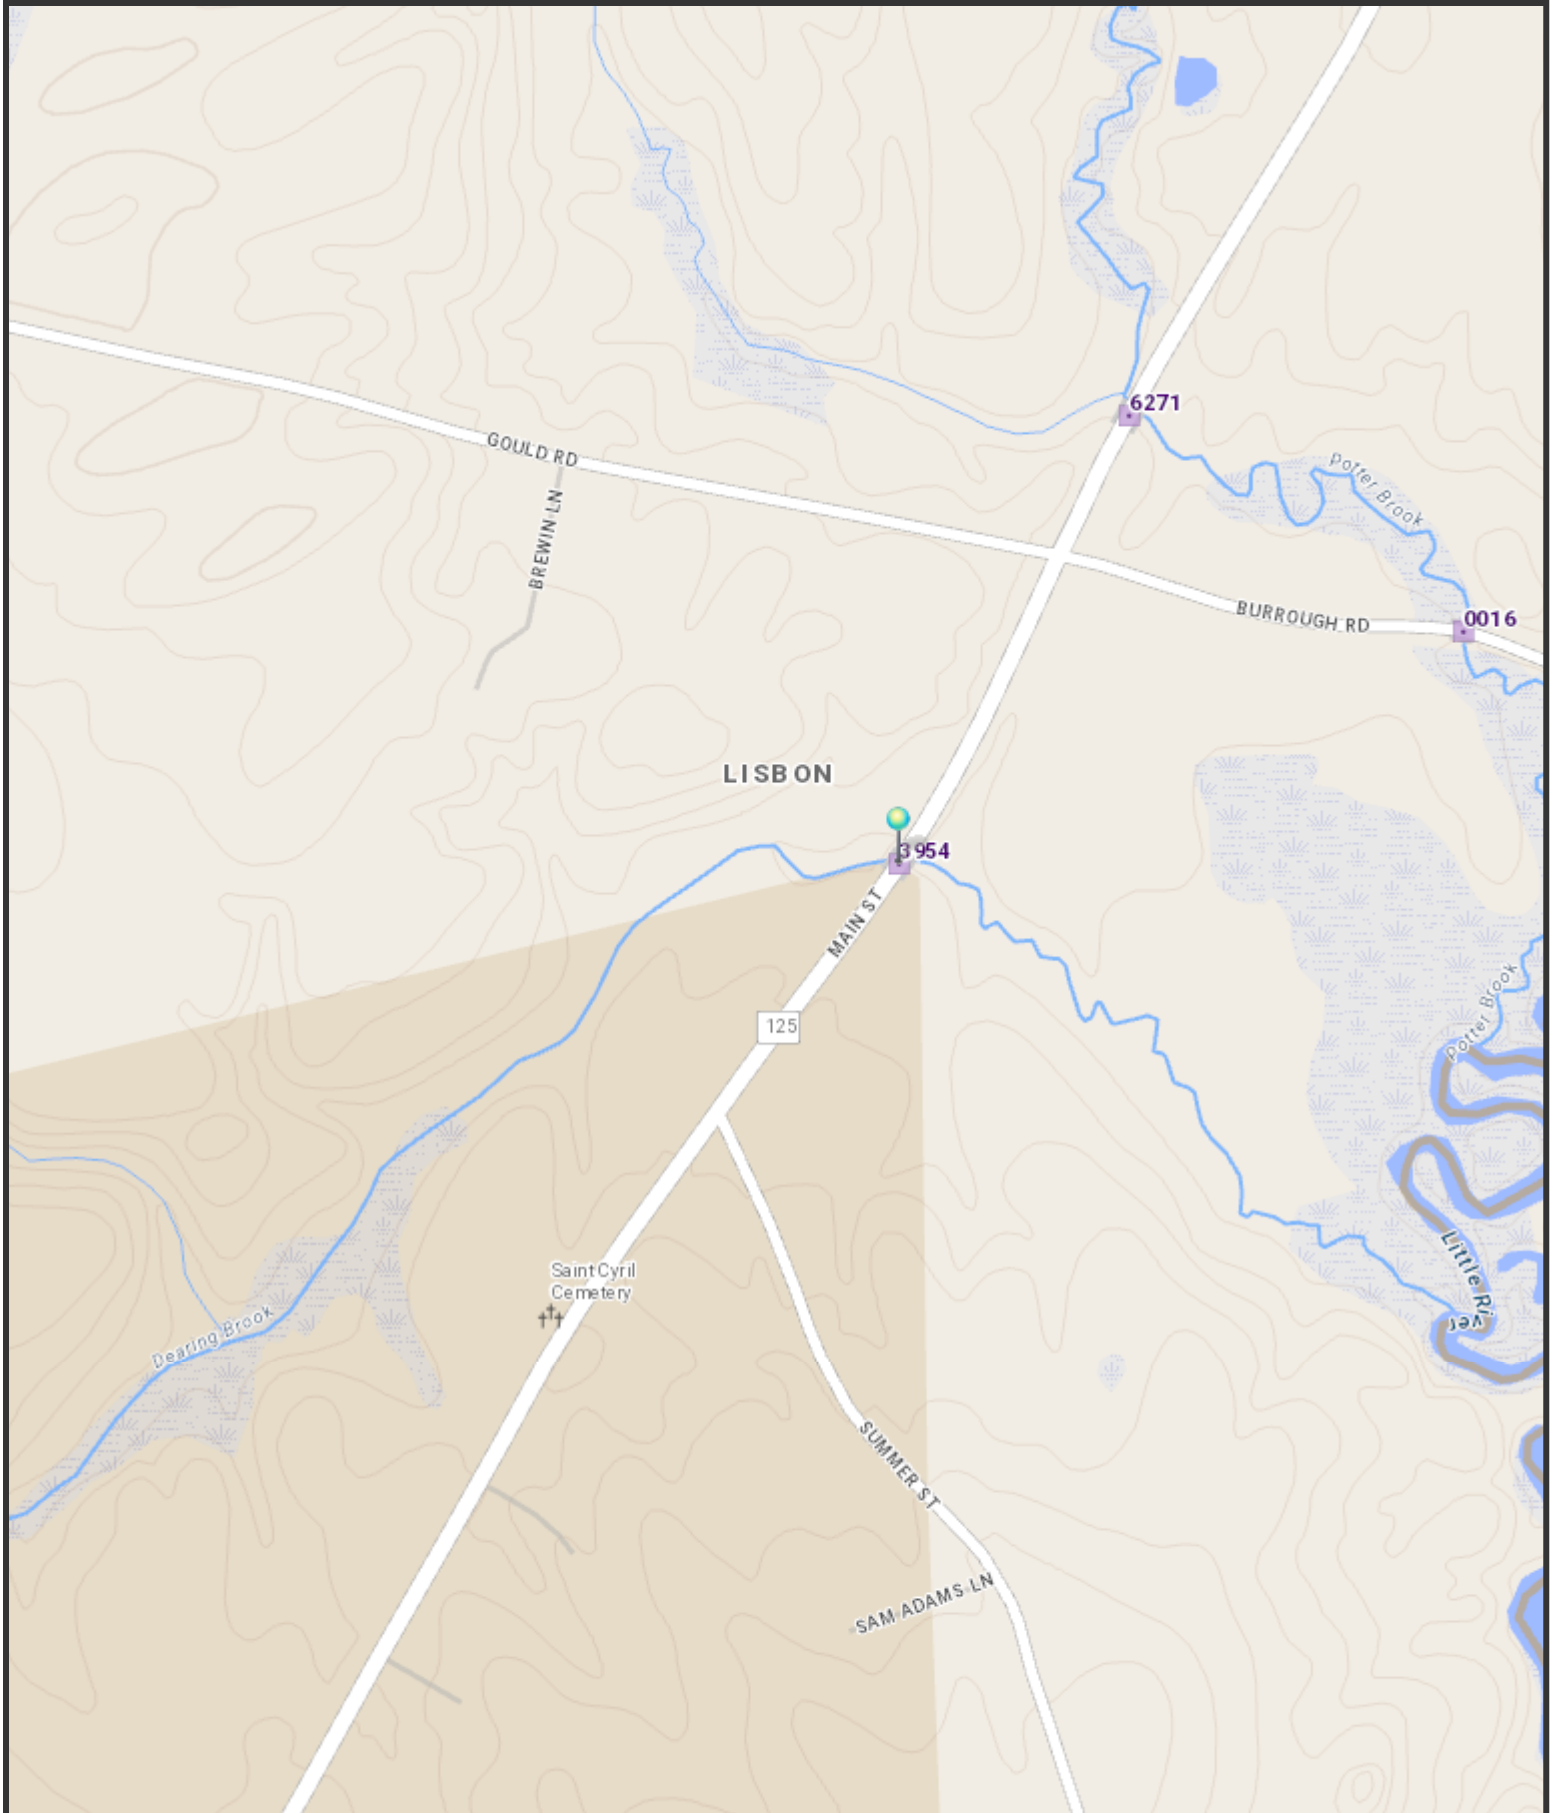 6271
GOULD RD
Potter Brook
BREWIN LN
BURROUGH RD
0016
LISBON
3954
MAIN ST
125
Potter Brook
Saint Cyril
Cemetery
Little River
Dearing Brook
SUMMER ST
SAM ADAMS LN